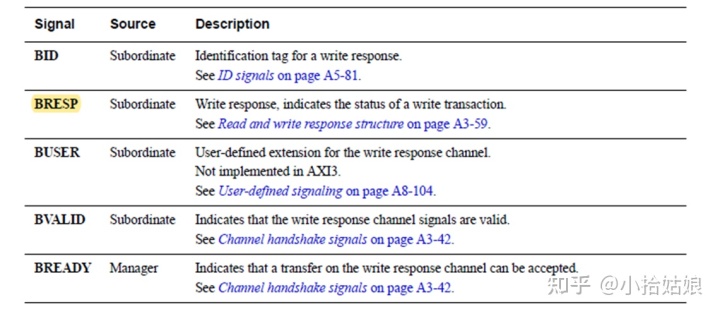 Signal Source Description
BID Subordinate Identification tag for a write response.
See ID signals on page A5-81.
BRESP Subordinate Write response, indicates the status of a write transaction.
See Read and write response structure on page A3-59.
BUSER Subordinate User-defined extension for the write response channel.
Not implemented in AXI3.
See User-defined signaling on page A8-104.
BVALID Subordinate Indicates that the write response channel signals are valid.
See Channel handshake signals on page A3-42.
BREADY Manager Indicates that a transfer on the write response channel can be accepted.
See Channel handshake signals on page A3-42.
知乎 @小拾姑娘